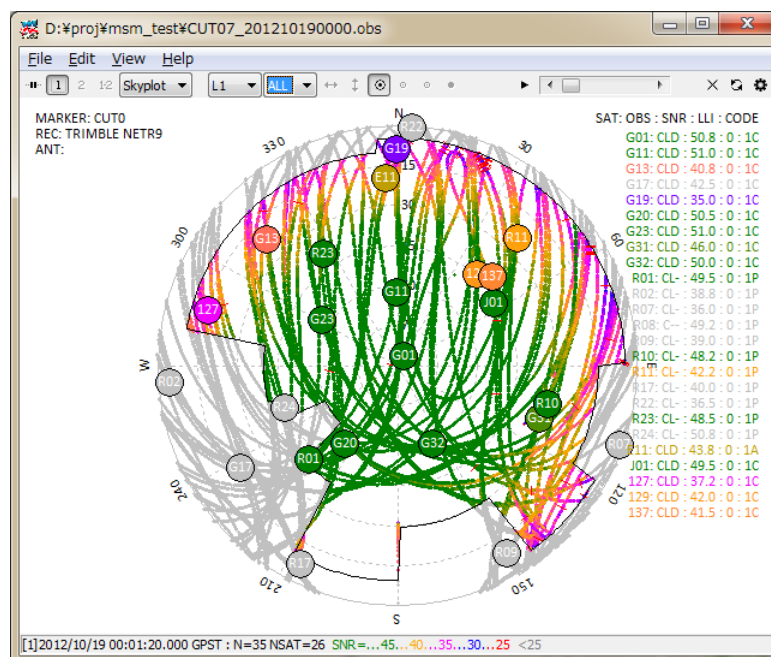 D:¥proj¥msm_test¥CUT07_201210190000.obs
File Edit View Help
1 2 1-2 Skyplot L1 ALL
MARKER: CUT0
REC: TRIMBLE NETR9
ANT:
SAT: OBS : SNR : LLI : CODE
G01: CLD : 50.8 : 0 : 1C
G11: CLD : 51.0 : 0 : 1C
G13: CLD : 40.8 : 0 : 1C
G17: CLD : 42.5 : 0 : 1C
G19: CLD : 35.0 : 0 : 1C
G20: CLD : 50.5 : 0 : 1C
G23: CLD : 51.0 : 0 : 1C
G31: CLD : 46.0 : 0 : 1C
G32: CLD : 50.0 : 0 : 1C
R01: CL- : 49.5 : 0 : 1P
R02: CL- : 38.8 : 0 : 1P
R07: CL- : 36.0 : 0 : 1P
R08: C-- : 49.2 : 0 : 1P
R09: CL- : 39.0 : 0 : 1P
R10: CL- : 48.2 : 0 : 1P
R11: CL- : 42.2 : 0 : 1P
R17: CL- : 40.0 : 0 : 1P
R22: CL- : 36.5 : 0 : 1P
R23: CL- : 48.5 : 0 : 1P
R24: CL- : 50.8 : 0 : 1P
E11: CLD : 43.8 : 0 : 1A
J01: CLD : 49.5 : 0 : 1C
127: CLD : 37.2 : 0 : 1C
129: CLD : 42.0 : 0 : 1C
137: CLD : 41.5 : 0 : 1C
N
R22
330
G19
30
15
E11
30
300
G13
R23
R11
60
137
G11
J01
127
G23
G01
W
E
R02
R24
R10
G20
G32
R07
G17
R01
240
120
R17
R09
210
150
S
[1]2012/10/19 00:01:20.000 GPST : N=35 NSAT=26 SNR=...45...40...35...30...25 <25